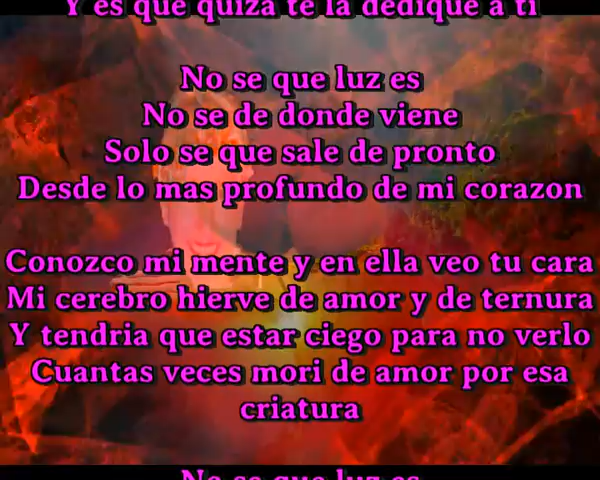 Y es que quiza te la dedique a ti
No se que luz es
No se de donde viene
Solo se que sale de pronto
Desde lo mas profundo de mi corazon
Conozco mi mente y en ella veo tu cara
Mi cerebro hierve de amor y de ternura
Y tendria que estar ciego para no verlo
Cuantas veces mori de amor por esa
criatura
No se que luz es